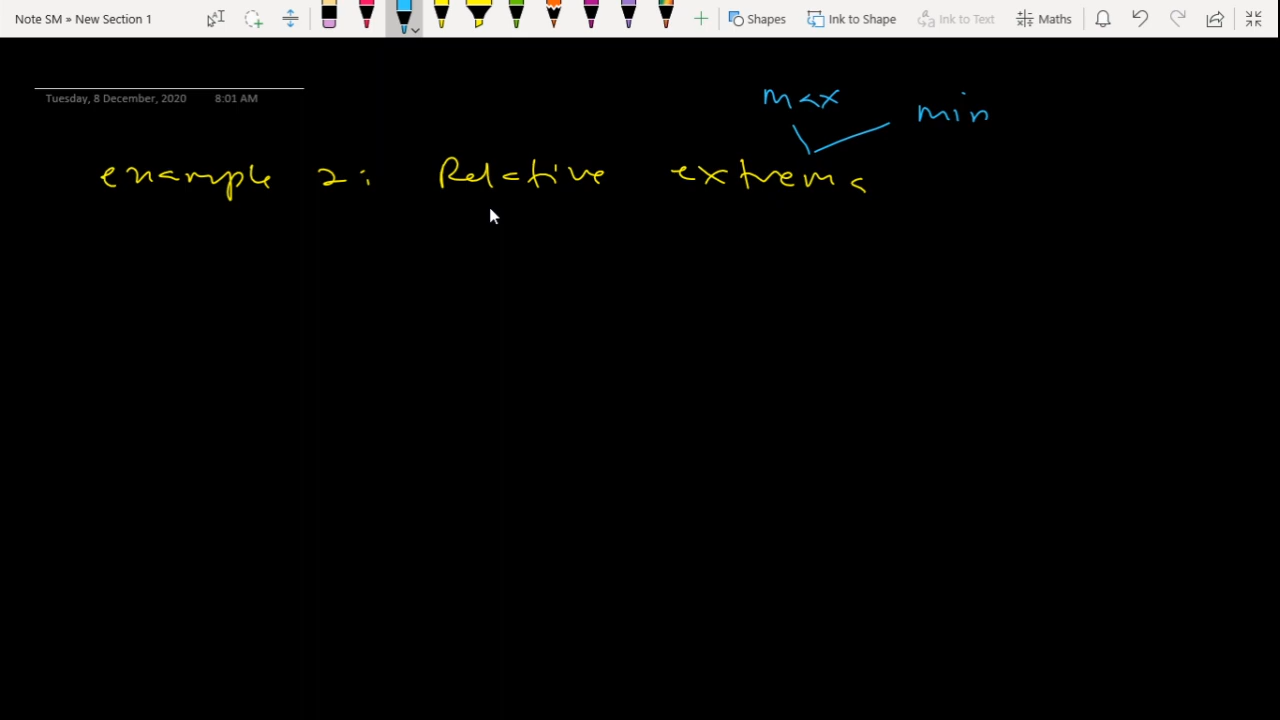 Note SM » New Section 1
Shapes
Ink to Shape
Ink to Text
Maths
Tuesday, 8 December, 2020 8:01 AM
max min
example 2: Relative extrema